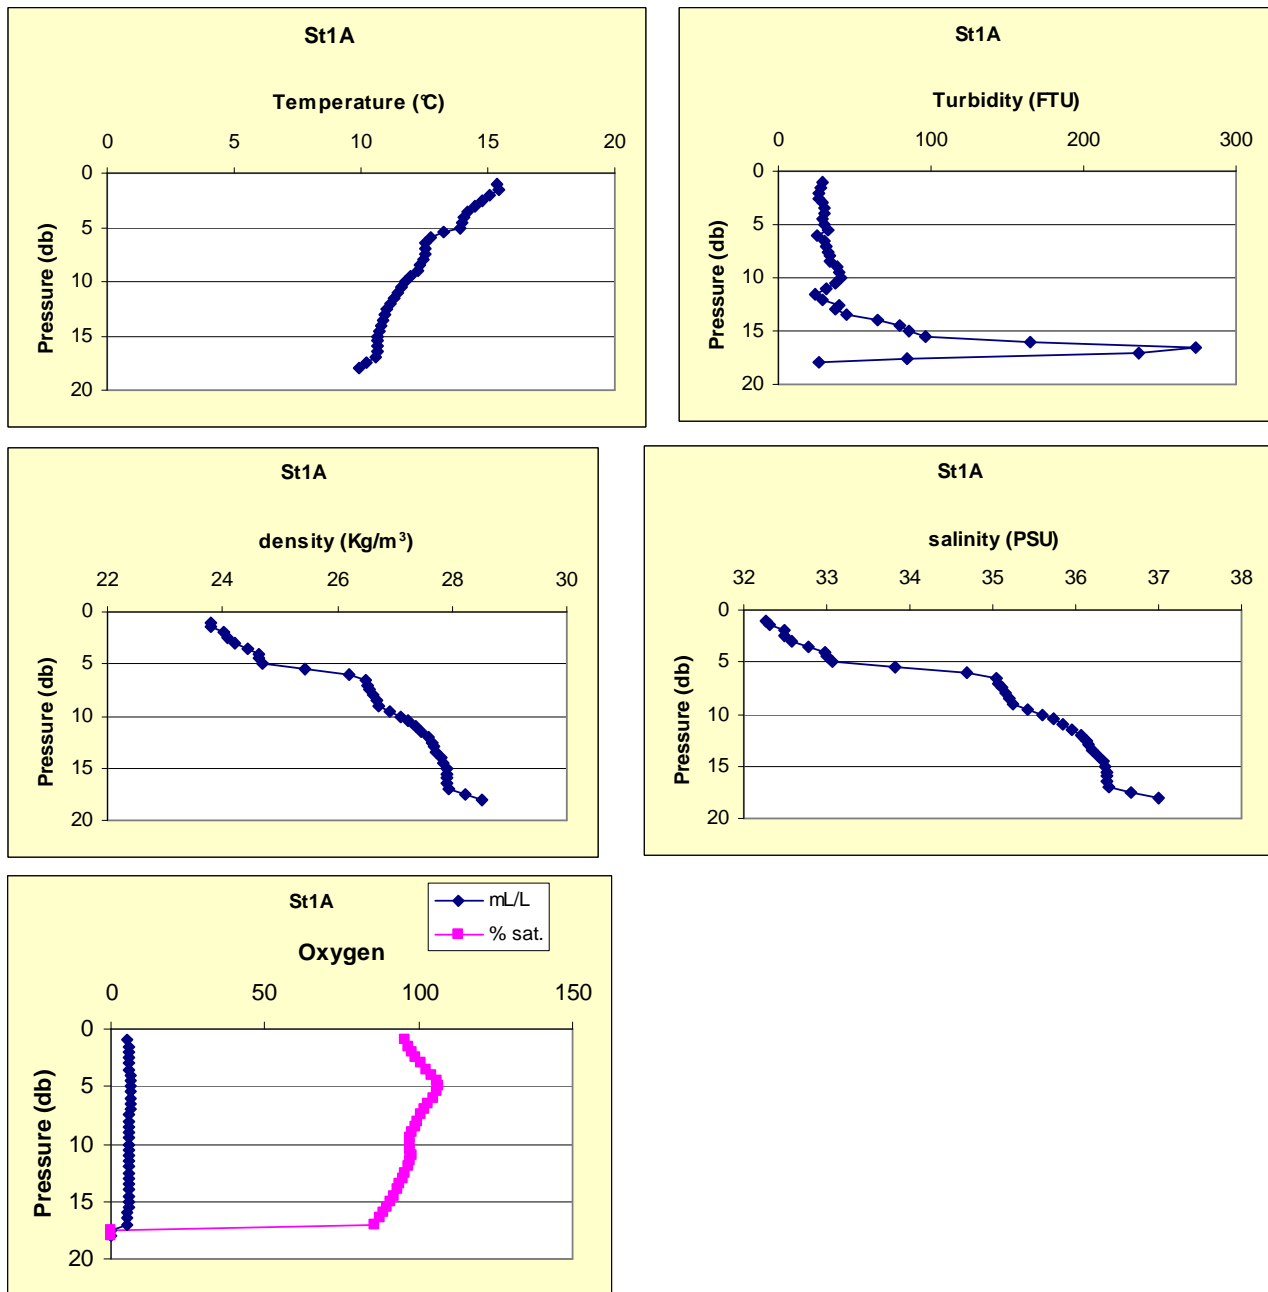 St1A
Temperature (°C)
0 5 10 15 20
0
5
10
15
20
Pressure (db)
St1A
Turbidity (FTU)
0 100 200 300
0
5
10
15
20
Pressure (db)
St1A
density (Kg/m³)
22 24 26 28 30
0
5
10
15
20
Pressure (db)
St1A
salinity (PSU)
32 33 34 35 36 37 38
0
5
10
15
20
Pressure (db)
St1A
mL/L
% sat.
Oxygen
0 50 100 150
0
5
10
15
20
Pressure (db)